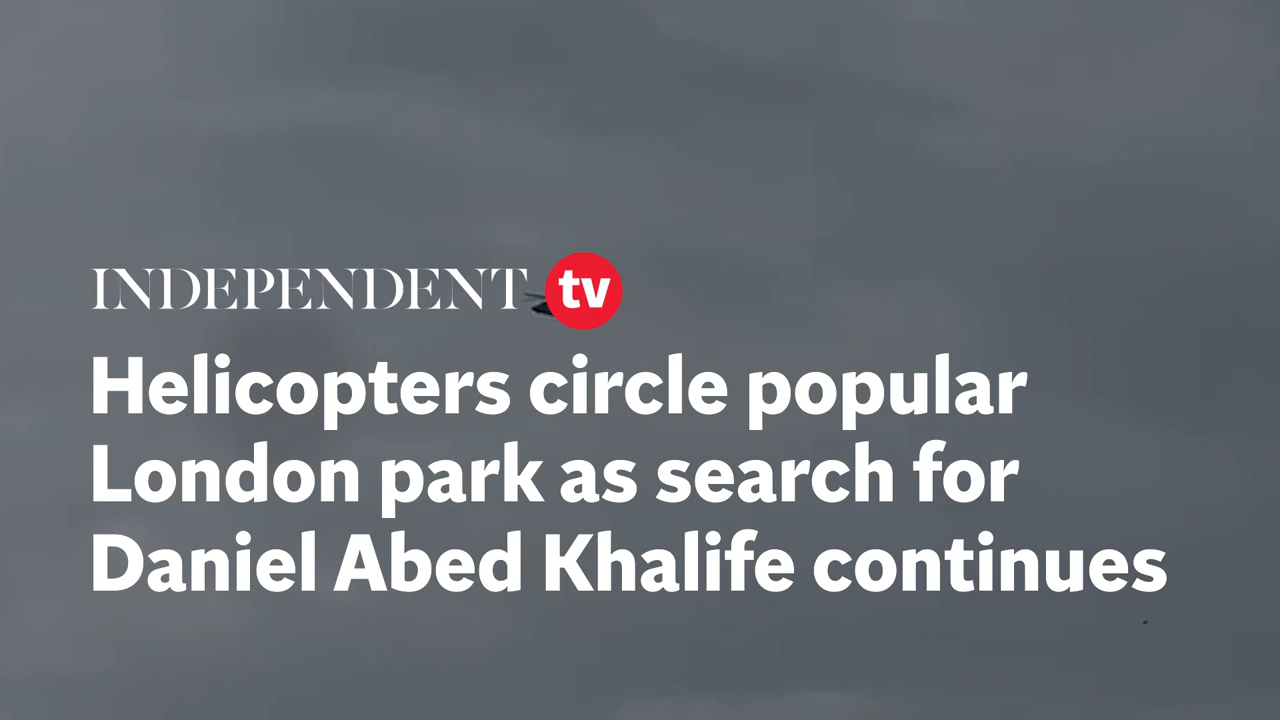 INDEPENDENT tv
Helicopters circle popular
London park as search for
Daniel Abed Khalife continues